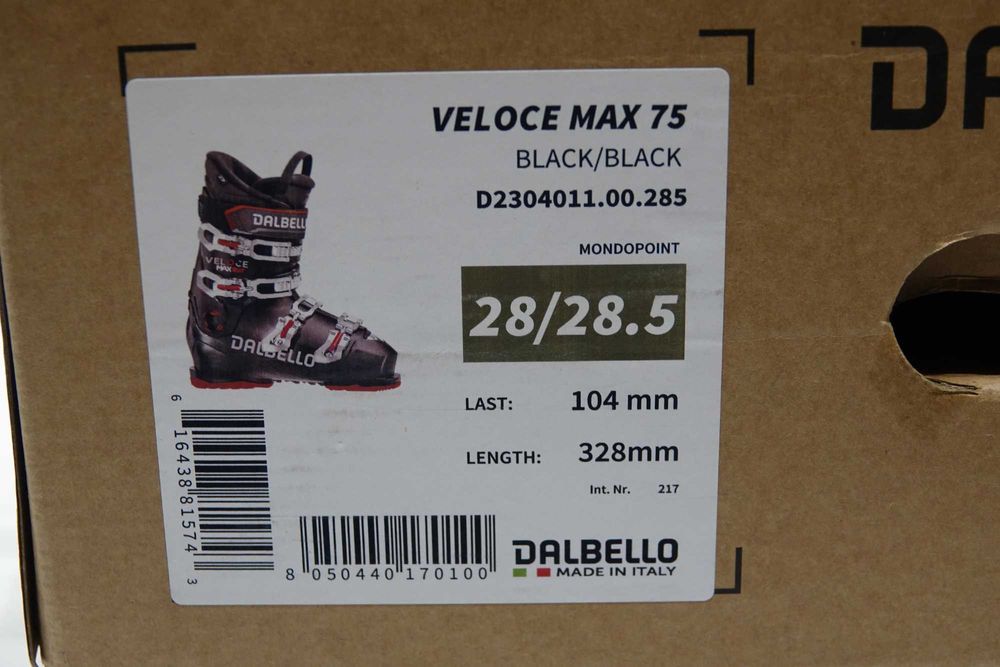 DA
VELOCE MAX 75
BLACK/BLACK
D2304011.00.285
MONDOPOINT
28/28.5
LAST: 104 mm
LENGTH: 328mm
Int. Nr. 217
DALBELLO
VELOCE
MAX
DALBELLO
6 16438 81574 3
8 050440 170100
DALBELLO
MADE IN ITALY